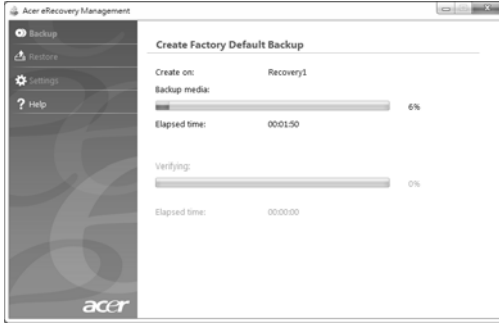 Acer eRecovery Management
Backup
Restore
Settings
? Help
Create Factory Default Backup
Create on: Recovery1
Backup media:
6%
Elapsed time: 00:01:50
Verifying:
0%
Elapsed time: 00:00:00
acer